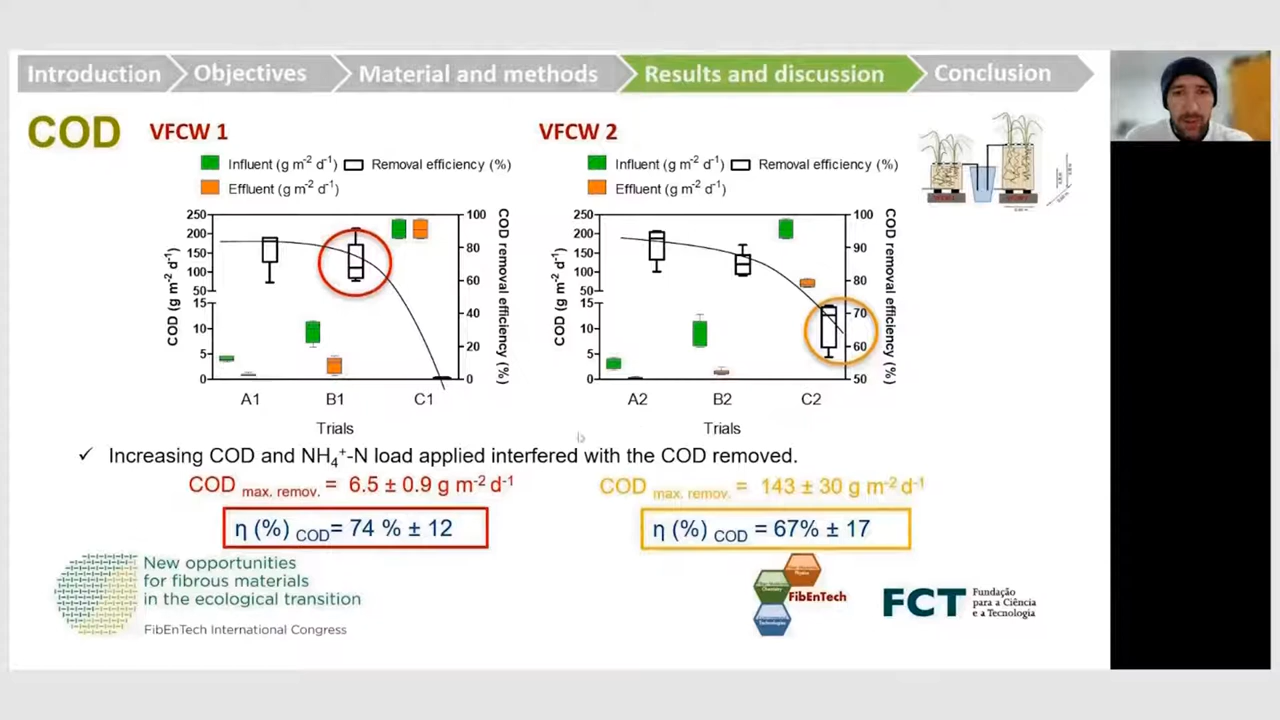 Introduction
Objectives
Material and methods
Results and discussion
Conclusion
COD
VFCW 1
Influent (g m-2 d-1)
Removal efficiency (%)
Effluent (g m-2 d-1)
250
200
150
100
50
15
10
5
0
COD (g m-2 d-1)
100
80
60
40
20
0
COD removal efficiency (%)
A1
B1
C1
Trials
VFCW 2
Influent (g m-2 d-1)
Removal efficiency (%)
Effluent (g m-2 d-1)
250
200
150
100
50
15
10
5
0
COD (g m-2 d-1)
100
90
80
70
60
50
COD removal efficiency (%)
A2
B2
C2
Trials
✓ Increasing COD and NH4+-N load applied interfered with the COD removed.
COD max. remov. = 6.5 ± 0.9 g m-2 d-1
η (%) COD= 74 % ± 12
COD max. remov. = 143 ± 30 g m-2 d-1
η (%) COD = 67% ± 17
New opportunities
for fibrous materials
in the ecological transition
FibEnTech International Congress
FibEnTech
FCT
Fundação
para a Ciência
e a Tecnologia